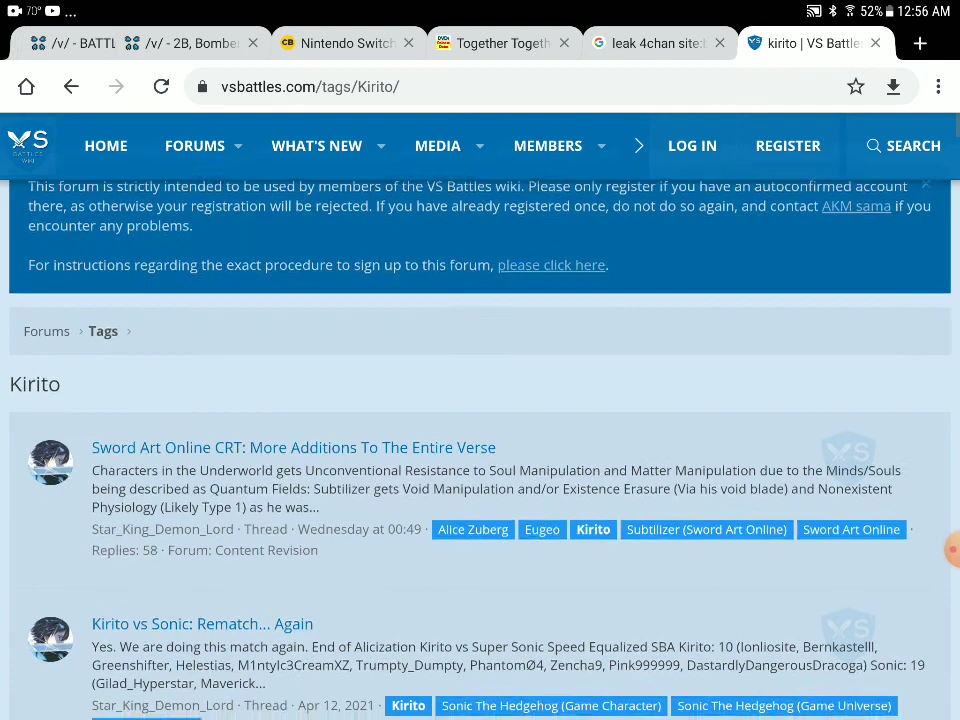 70° ... 52% 12:56 AM
/v/ - BATTL /v/ - 2B, Bombe Nintendo Switch Together Togeth leak 4chan site: kirito | VS Battle
vsbattles.com/tags/Kirito/
VS BATTLES WIKI HOME FORUMS WHAT'S NEW MEDIA MEMBERS LOG IN REGISTER SEARCH
This forum is strictly intended to be used by members of the VS Battles wiki. Please only register if you have an autoconfirmed account
there, as otherwise your registration will be rejected. If you have already registered once, do not do so again, and contact AKM sama if you
encounter any problems.
For instructions regarding the exact procedure to sign up to this forum, please click here.
Forums Tags
Kirito
Sword Art Online CRT: More Additions To The Entire Verse
Characters in the Underworld gets Unconventional Resistance to Soul Manipulation and Matter Manipulation due to the Minds/Souls
being described as Quantum Fields: Subtilizer gets Void Manipulation and/or Existence Erasure (Via his void blade) and Nonexistent
Physiology (Likely Type 1) as he was...
Star_King_Demon_Lord · Thread · Wednesday at 00:49 · Alice Zuberg Eugeo Kirito Subtilizer (Sword Art Online) Sword Art Online ·
Replies: 58 · Forum: Content Revision
Kirito vs Sonic: Rematch... Again
Yes. We are doing this match again. End of Alicization Kirito vs Super Sonic Speed Equalized SBA Kirito: 10 (Ionliosite, Bernkastelll,
Greenshifter, Helestias, M1ntylc3CreamXZ, Trumpty_Dumpty, PhantomØ4, Zencha9, Pink999999, DastardlyDangerousDracoga) Sonic: 19
(Gilad_Hyperstar, Maverick...
Star_King_Demon_Lord · Thread · Apr 12, 2021 · Kirito Sonic The Hedgehog (Game Character) Sonic The Hedgehog (Game Universe)